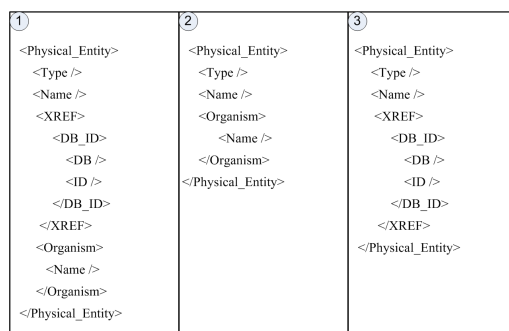 1
<Physical_Entity>
<Type />
<Name />
<XREF>
<DB_ID>
<DB />
<ID />
</DB_ID>
</XREF>
<Organism>
<Name />
</Organism>
</Physical_Entity>
2
<Physical_Entity>
<Type />
<Name />
<Organism>
<Name />
</Organism>
</Physical_Entity>
3
<Physical_Entity>
<Type />
<Name />
<XREF>
<DB_ID>
<DB />
<ID />
</DB_ID>
</XREF>
</Physical_Entity>